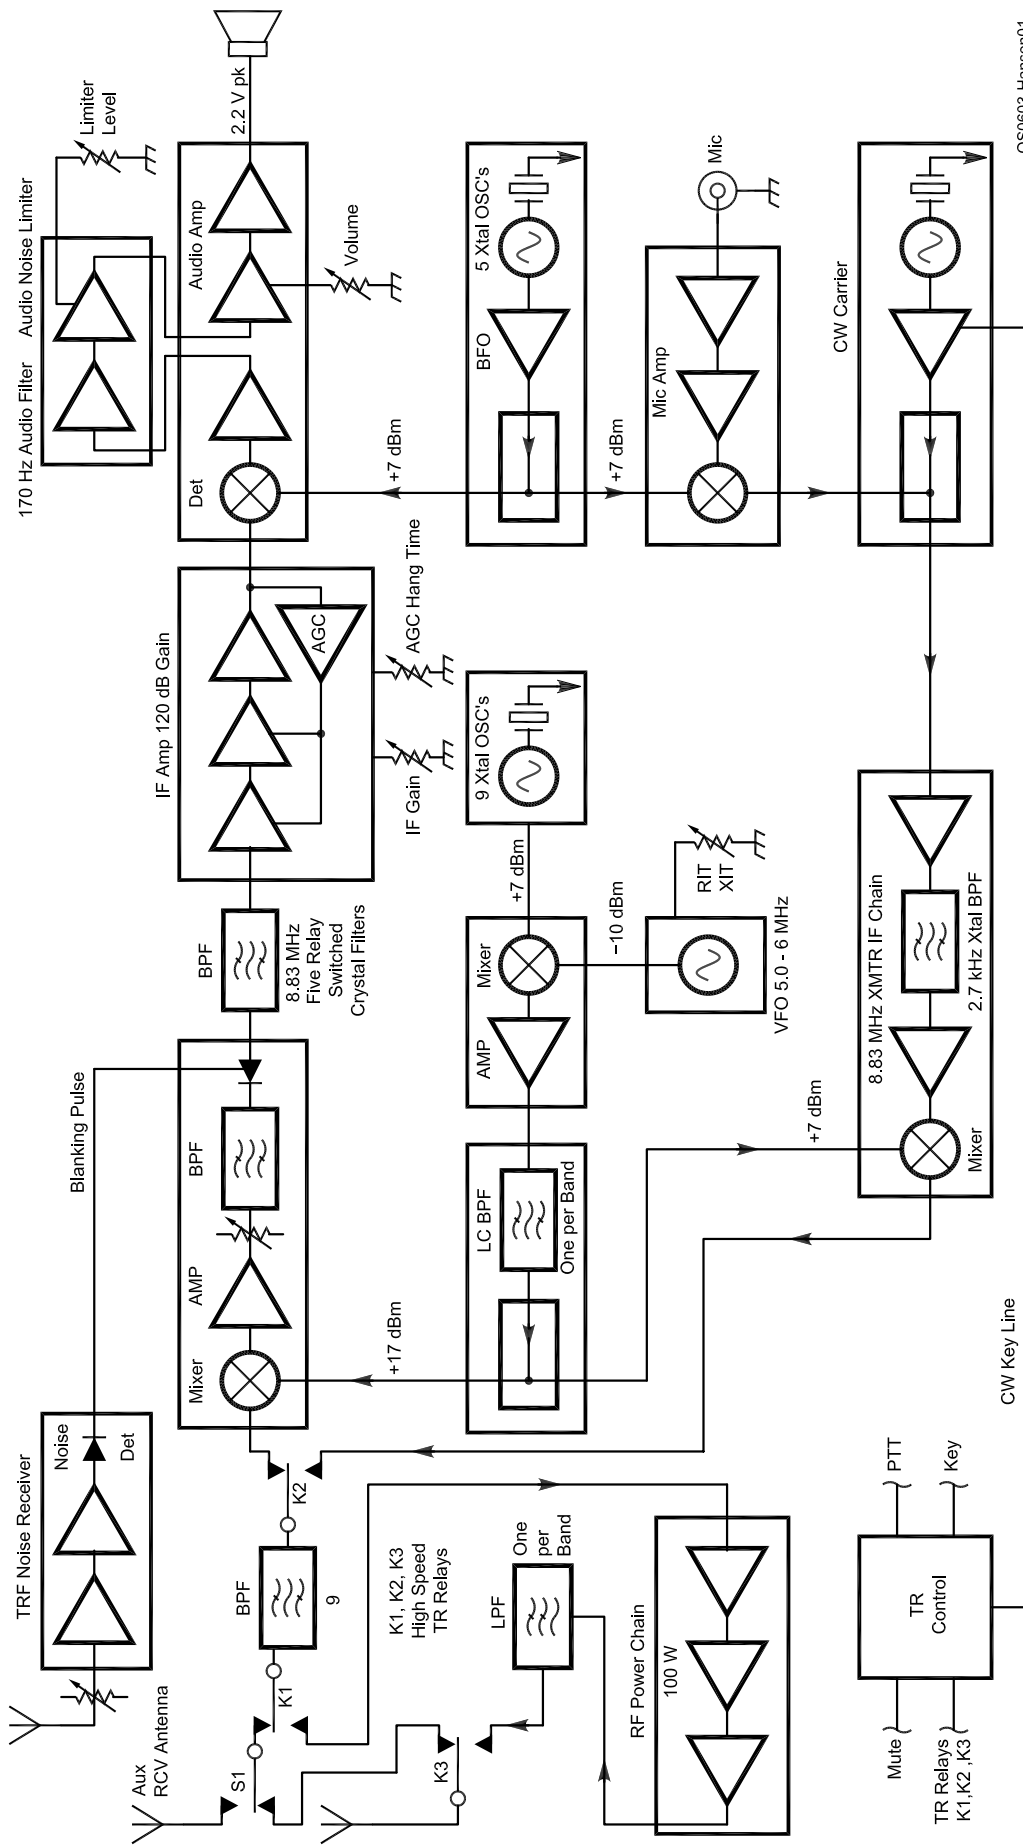 TRF Noise Receiver
Noise
Det
Blanking Pulse
170 Hz Audio Filter
Audio Noise Limiter
Limiter
Level
Aux
RCV Antenna
S1
K1
BPF
9
K2
Mixer
AMP
BPF
BPF
8.83 MHz
Five Relay
Switched
Crystal Filters
IF Amp 120 dB Gain
AGC
IF Gain
AGC Hang Time
Det
Audio Amp
Volume
2.2 V pk
K3
K1, K2, K3
High Speed
TR Relays
LPF
One
per
Band
+17 dBm
LC BPF
One per Band
AMP
Mixer
+7 dBm
9 Xtal OSC's
+7 dBm
BFO
5 Xtal OSC's
−10 dBm
RIT
XIT
VFO 5.0 - 6 MHz
+7 dBm
Mic Amp
Mic
RF Power Chain
100 W
+7 dBm
8.83 MHz XMTR IF Chain
Mixer
2.7 kHz Xtal BPF
CW Carrier
Mute
TR Relays
K1,K2 ,K3
TR
Control
PTT
Key
CW Key Line
QS0603-Hansen01